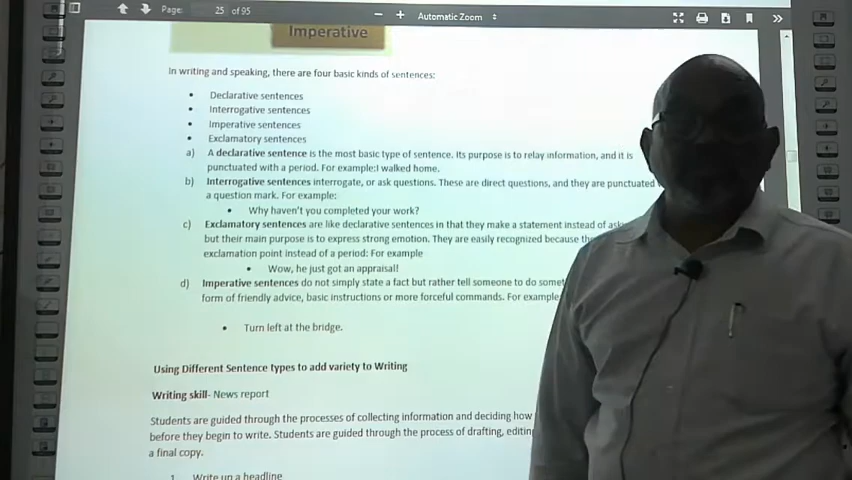 Page: 25 of 95 − + Automatic Zoom
Imperative
In writing and speaking, there are four basic kinds of sentences:
• Declarative sentences
• Interrogative sentences
• Imperative sentences
• Exclamatory sentences
a) A declarative sentence is the most basic type of sentence. Its purpose is to relay information, and it is
punctuated with a period. For example:I walked home.
b) Interrogative sentences interrogate, or ask questions. These are direct questions, and they are punctuated
a question mark. For example:
• Why haven't you completed your work?
c) Exclamatory sentences are like declarative sentences in that they make a statement instead of
but their main purpose is to express strong emotion. They are easily recognized because
exclamation point instead of a period: For example
• Wow, he just got an appraisal!
d) Imperative sentences do not simply state a fact but rather tell someone to do
form of friendly advice, basic instructions or more forceful commands. For example
• Turn left at the bridge.
Using Different Sentence types to add variety to Writing
Writing skill- News report
Students are guided through the processes of collecting information and deciding how
before they begin to write. Students are guided through the process of drafting,
a final copy.
1. Write up a headline